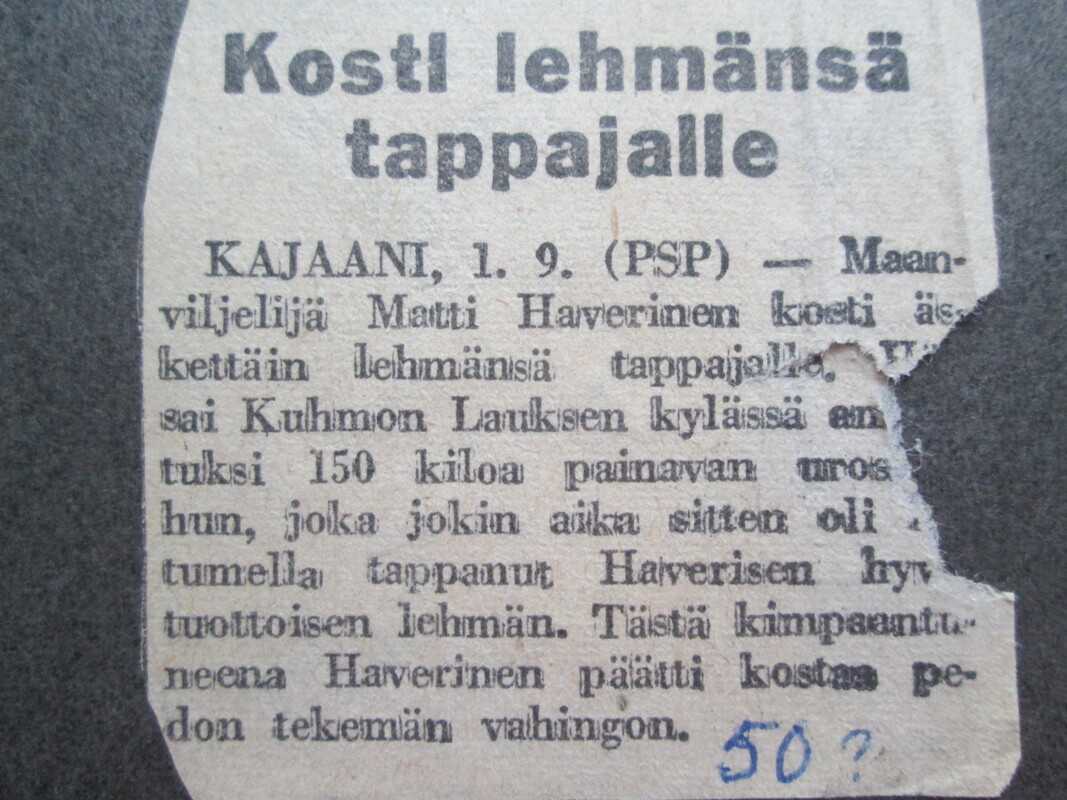 Kosti lehmänsä
tappajalle
KAJAANI, 1. 9. (PSP) — Maan-
viljelijä Matti Haverinen kosti äs-
kettäin lehmänsä tappajalle.
sai Kuhmon Lauksen kylässä
tuksi 150 kiloa painavan uros
hun, joka jokin aika sitten oli
tumella tappanut Haverisen
tuottoisen lehmän. Tästä kimpaantu-
neena Haverinen päätti kostaa pe-
don tekemän vahingon.
50?